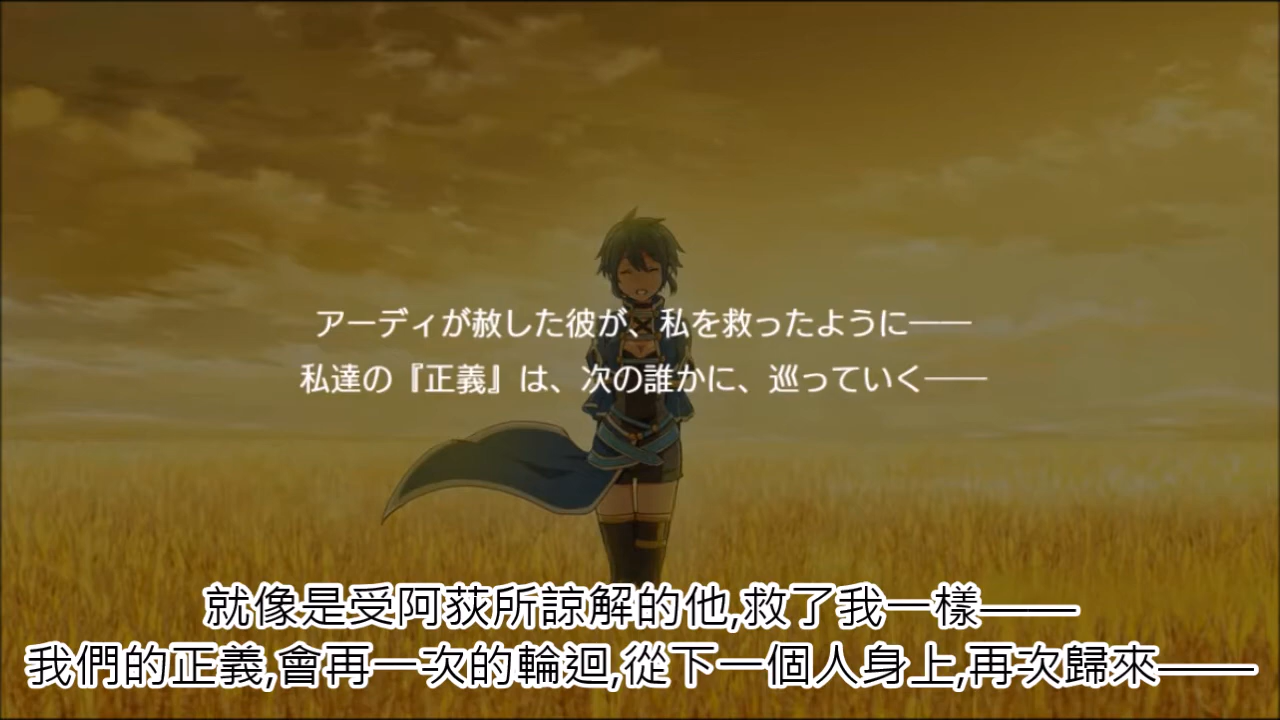 アーディが赦した彼が、私を救ったように――
私達の『正義』は、次の誰かに、巡っていく――
就像是受阿荻所諒解的他,救了我一樣——
我們的正義,會再一次的輪迴,從下一個人身上,再次歸來——